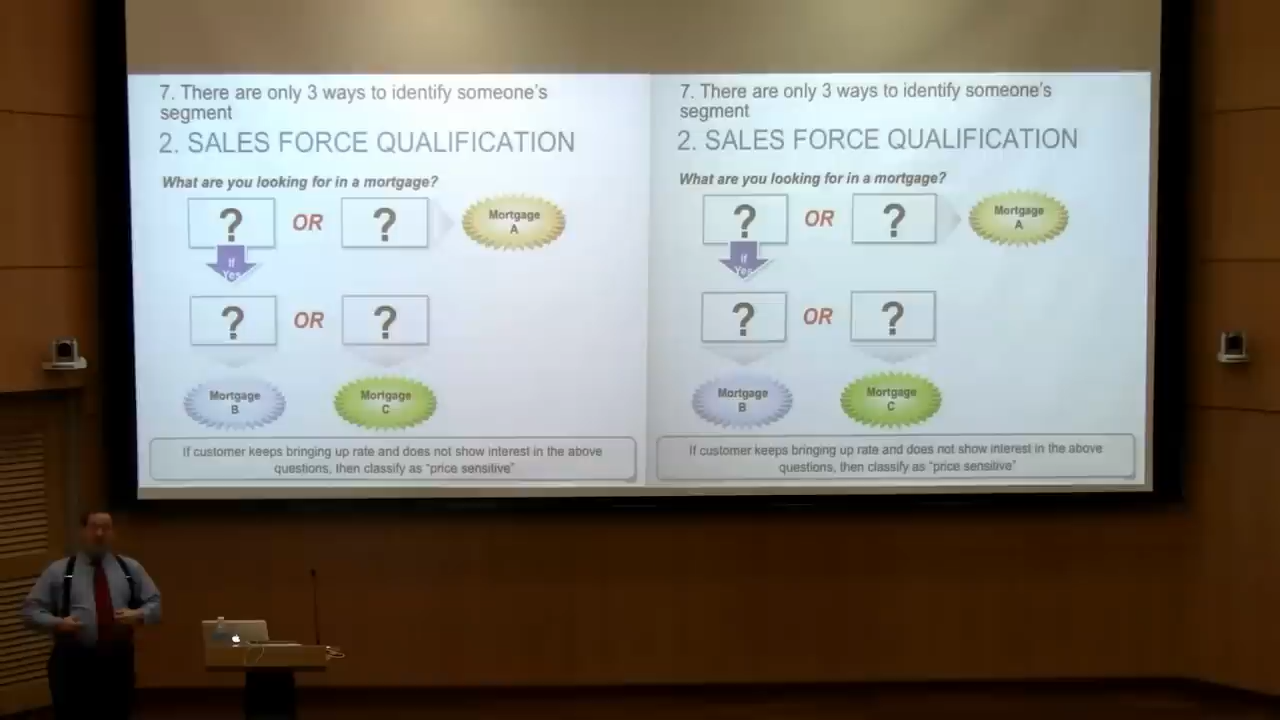 7. There are only 3 ways to identify someone's
segment
2. SALES FORCE QUALIFICATION
What are you looking for in a mortgage?
? OR ? Mortgage
A
If
Yes
? OR ?
Mortgage
B
Mortgage
C
If customer keeps bringing up rate and does not show interest in the above
questions, then classify as "price sensitive"
7. There are only 3 ways to identify someone's
segment
2. SALES FORCE QUALIFICATION
What are you looking for in a mortgage?
? OR ? Mortgage
A
If
Yes
? OR ?
Mortgage
B
Mortgage
C
If customer keeps bringing up rate and does not show interest in the above
questions, then classify as "price sensitive"